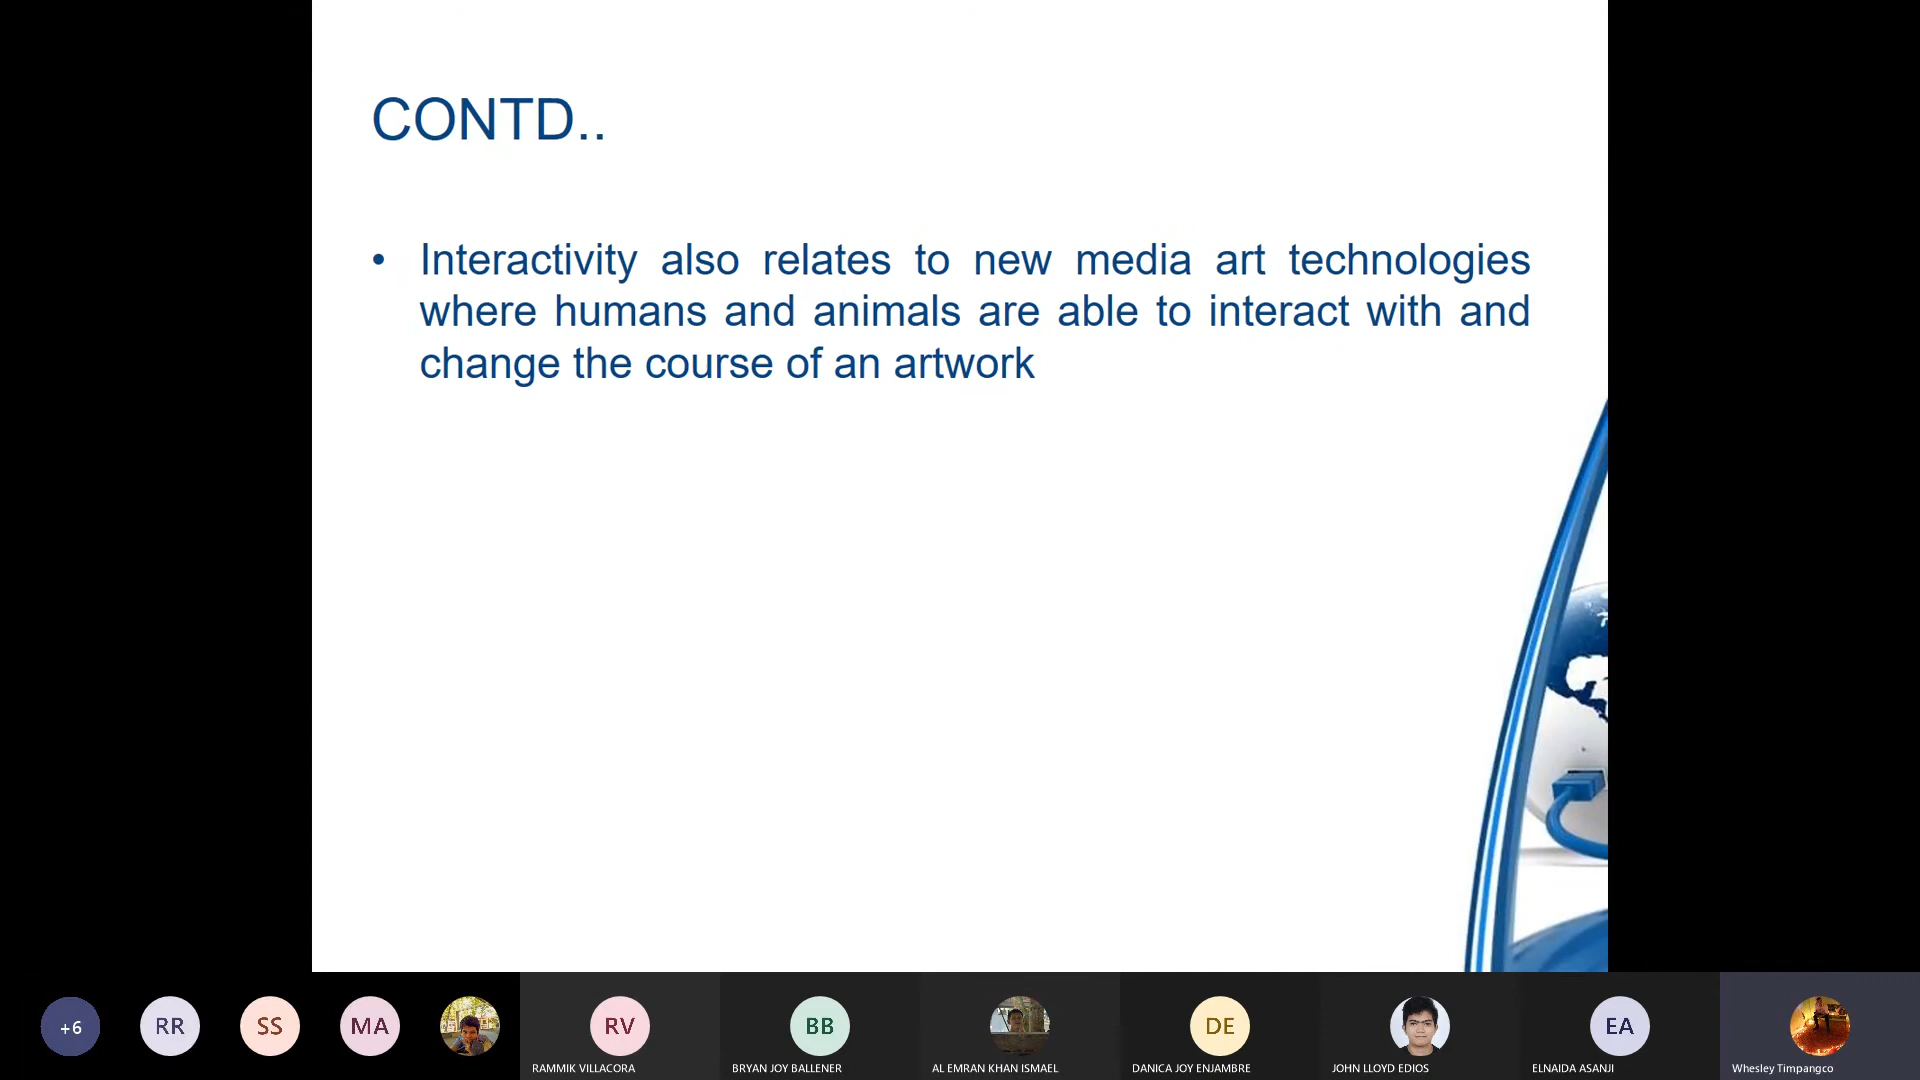 CONTD..
• Interactivity also relates to new media art technologies
where humans and animals are able to interact with and
change the course of an artwork
+6
RR
SS
MA
RV
BB
DE
EA
RAMMIK VILLACORA
BRYAN JOY BALLENER
AL EMRAN KHAN ISMAEL
DANICA JOY ENJAMBRE
JOHN LLOYD EDIOS
ELNAIDA ASANJI
Whesley Timpangco